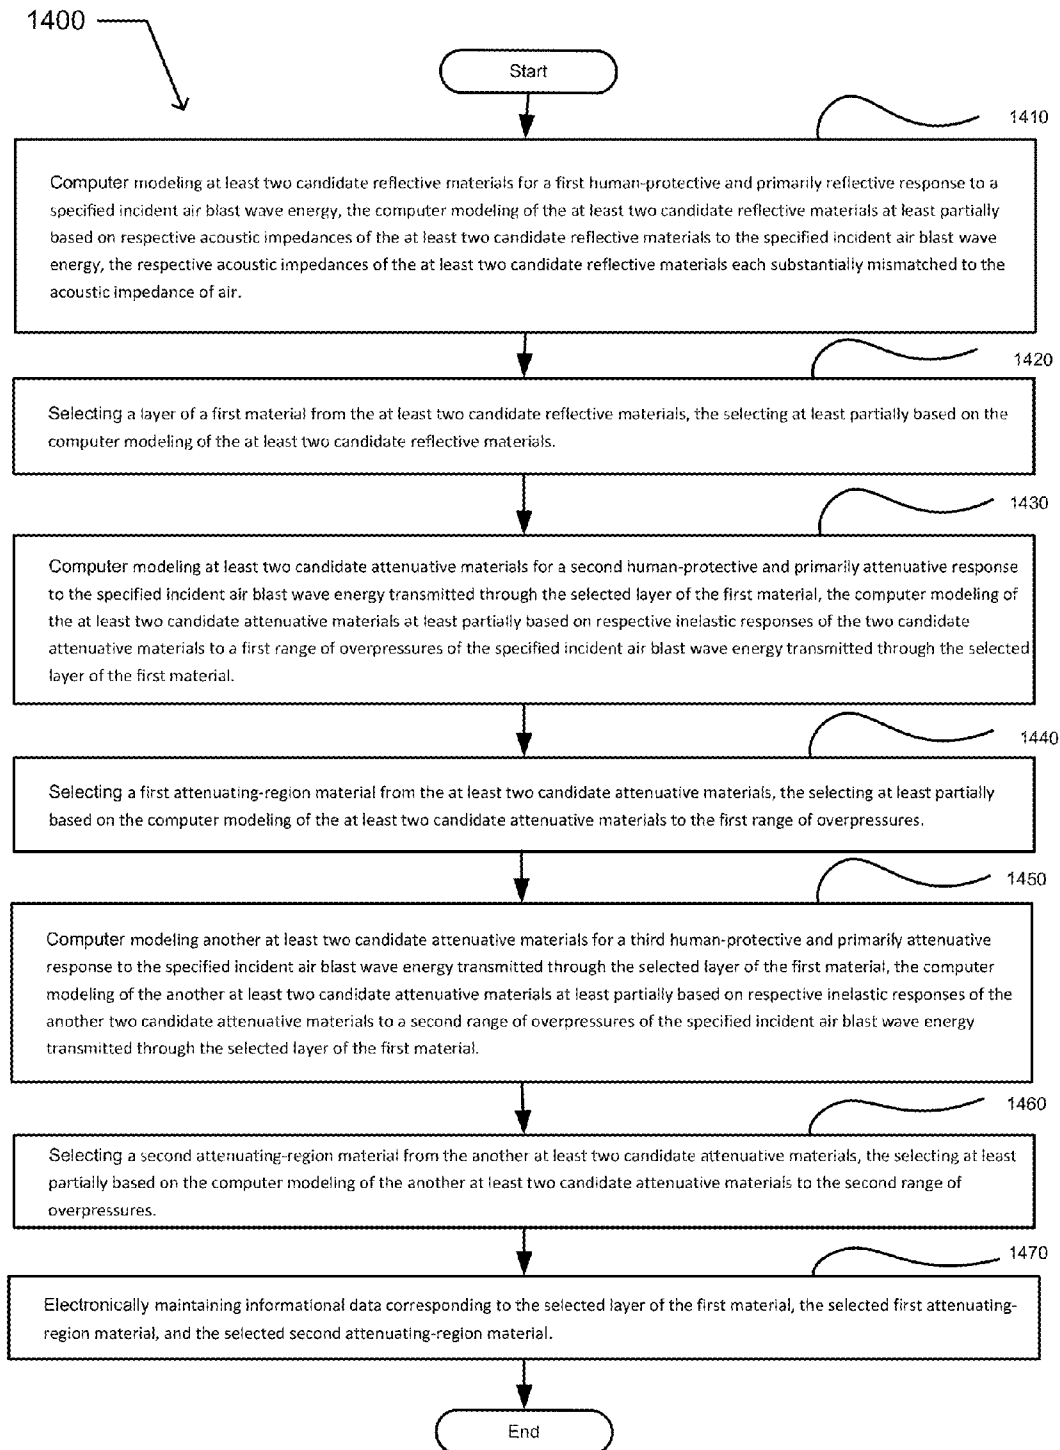 1400
Start
1410
Computer modeling at least two candidate reflective materials for a first human-protective and primarily reflective response to a
specified incident air blast wave energy, the computer modeling of the at least two candidate reflective materials at least partially
based on respective acoustic impedances of the at least two candidate reflective materials to the specified incident air blast wave
energy, the respective acoustic impedances of the at least two candidate reflective materials each substantially mismatched to the
acoustic impedance of air.
1420
Selecting a layer of a first material from the at least two candidate reflective materials, the selecting at least partially based on the
computer modeling of the at least two candidate reflective materials.
1430
Computer modeling at least two candidate attenuative materials for a second human-protective and primarily attenuative response
to the specified incident air blast wave energy transmitted through the selected layer of the first material, the computer modeling of
the at least two candidate attenuative materials at least partially based on respective inelastic responses of the two candidate
attenuative materials to a first range of overpressures of the specified incident air blast wave energy transmitted through the selected
layer of the first material.
1440
Selecting a first attenuating-region material from the at least two candidate attenuative materials, the selecting at least partially
based on the computer modeling of the at least two candidate attenuative materials to the first range of overpressures.
1450
Computer modeling another at least two candidate attenuative materials for a third human-protective and primarily attenuative
response to the specified incident air blast wave energy transmitted through the selected layer of the first material, the computer
modeling of the another at least two candidate attenuative materials at least partially based on respective inelastic responses of the
another two candidate attenuative materials to a second range of overpressures of the specified incident air blast wave energy
transmitted through the selected layer of the first material.
1460
Selecting a second attenuating-region material from the another at least two candidate attenuative materials, the selecting at least
partially based on the computer modeling of the another at least two candidate attenuative materials to the second range of
overpressures.
1470
Electronically maintaining informational data corresponding to the selected layer of the first material, the selected first attenuating-
region material, and the selected second attenuating-region material.
End